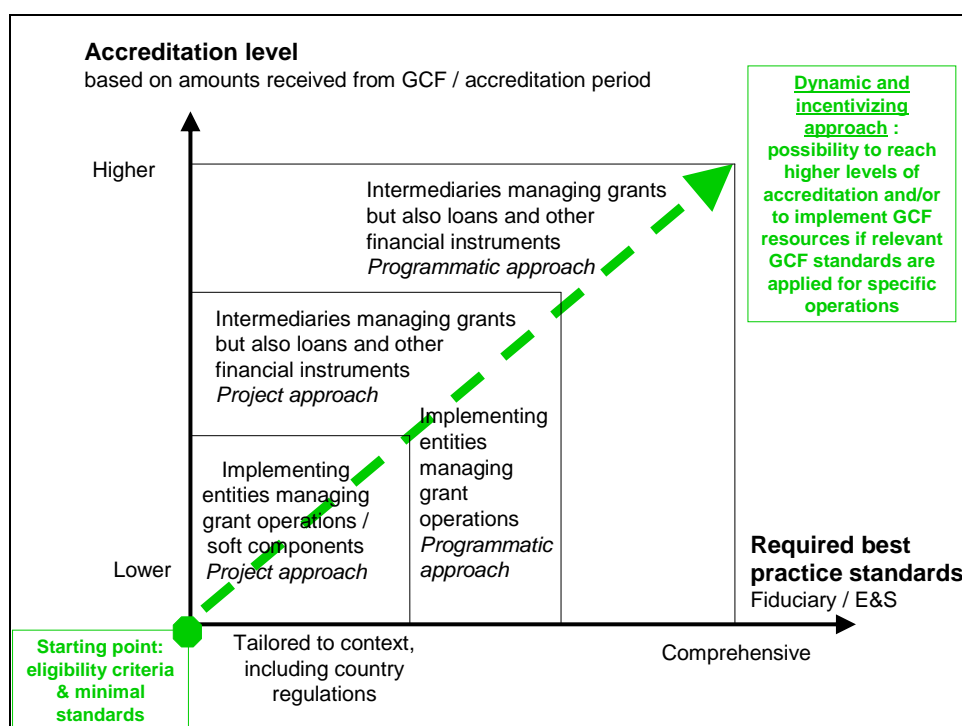 Accreditation level
based on amounts received from GCF / accreditation period
Dynamic and
incentivizing
approach :
possibility to reach
higher levels of
accreditation and/or
to implement GCF
resources if relevant
GCF standards are
applied for specific
operations
Higher
Intermediaries managing grants
but also loans and other
financial instruments
Programmatic approach
Intermediaries managing grants
but also loans and other
financial instruments
Project approach
Implementing
entities
managing
grant
operations
Programmatic
approach
Implementing
entities managing
grant operations /
soft components
Project approach
Lower
Required best
practice standards
Fiduciary / E&S
Starting point:
eligibility criteria
& minimal
standards
Tailored to context,
including country
regulations
Comprehensive